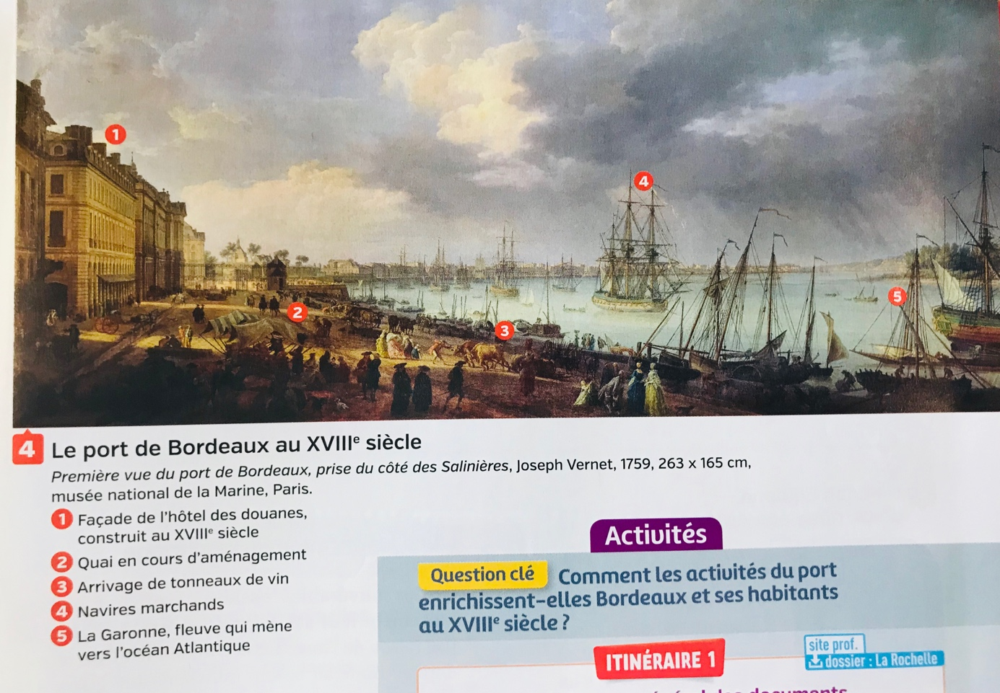 1
4
5
2
3
4 Le port de Bordeaux au XVIIIe siècle
Première vue du port de Bordeaux, prise du côté des Salinières, Joseph Vernet, 1759, 263 x 165 cm,
musée national de la Marine, Paris.
1 Façade de l'hôtel des douanes,
construit au XVIIIe siècle
2 Quai en cours d'aménagement
3 Arrivage de tonneaux de vin
4 Navires marchands
5 La Garonne, fleuve qui mène
vers l'océan Atlantique
Activités
Question clé Comment les activités du port
enrichissent-elles Bordeaux et ses habitants
au XVIIIe siècle ?
ITINÉRAIRE 1
site prof.
dossier : La Rochelle